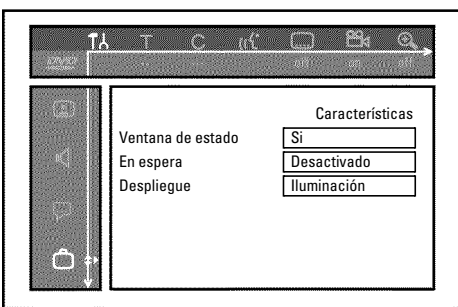 T C
DVD off on off
Características
Ventana de estado Si
En espera Desactivado
Despliegue Iluminación